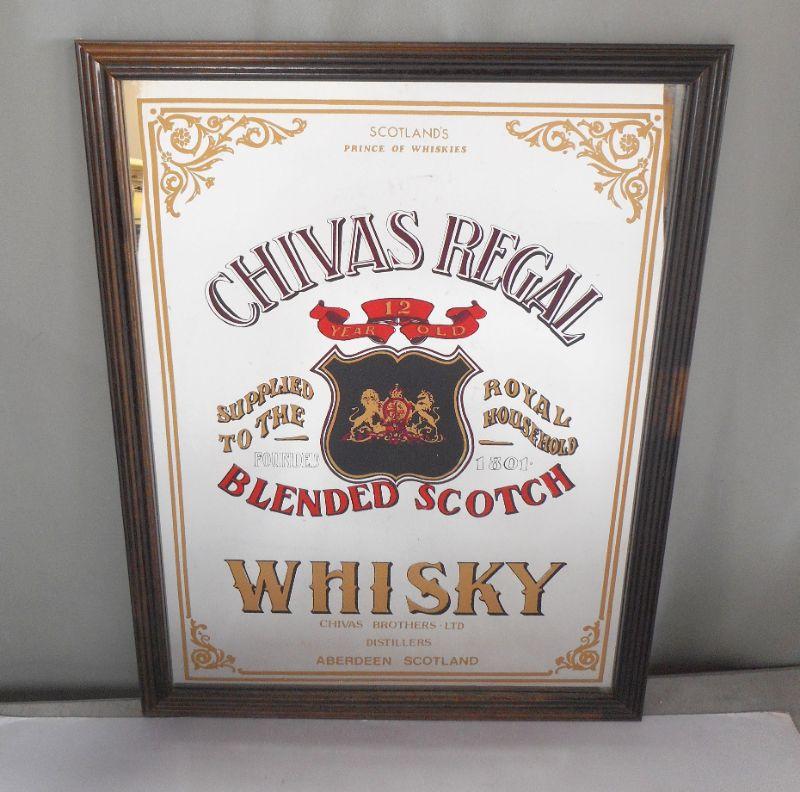 SCOTLAND'S
PRINCE OF WHISKIES
CHIVAS REGAL
12
YEAR OLD
SUPPLIED
TO THE
ROYAL
HOUSEHOLD
FOUNDED 1801.
BLENDED SCOTCH
WHISKY
CHIVAS BROTHERS·LTD
DISTILLERS
ABERDEEN SCOTLAND